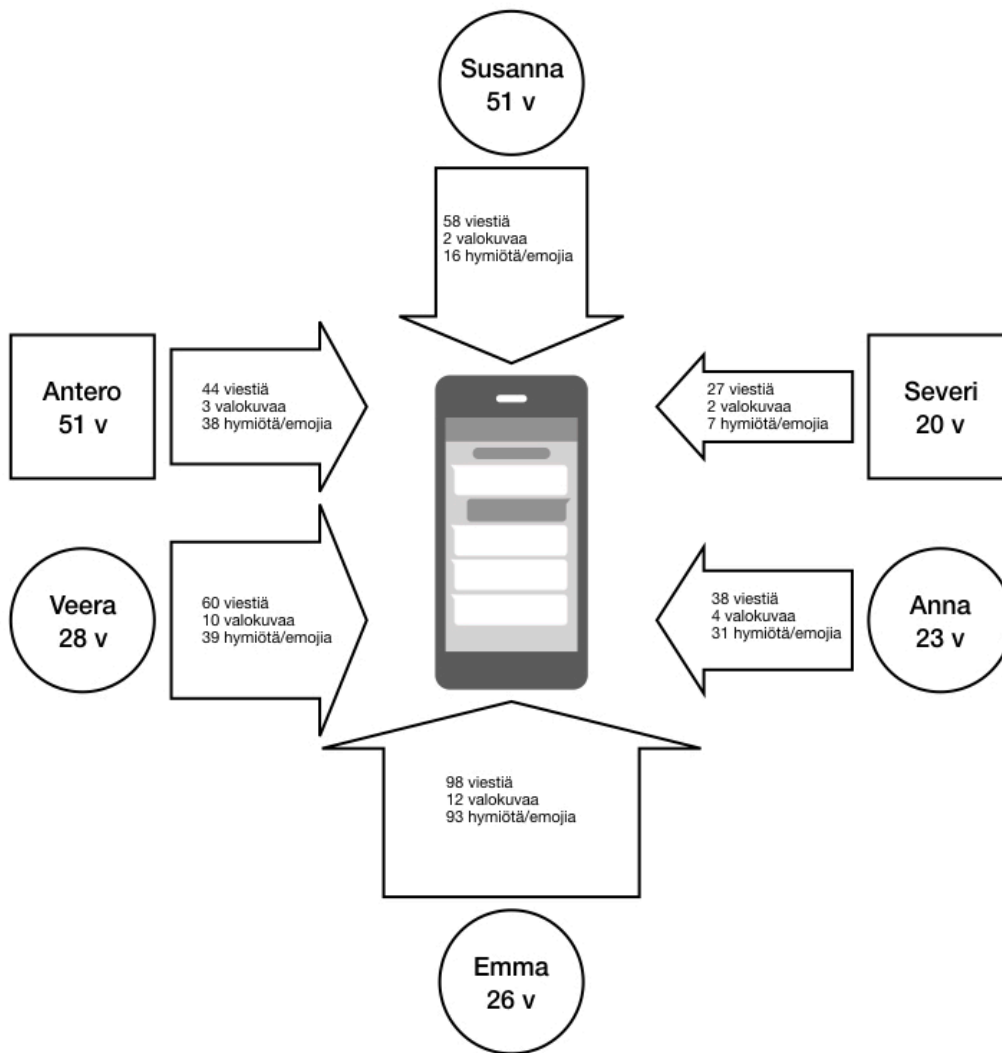 Susanna
51 v
58 viestiä
2 valokuvaa
16 hymiötä/emojia
Antero
51 v
44 viestiä
3 valokuvaa
38 hymiötä/emojia
27 viestiä
2 valokuvaa
7 hymiötä/emojia
Severi
20 v
Veera
28 v
60 viestiä
10 valokuvaa
39 hymiötä/emojia
38 viestiä
4 valokuvaa
31 hymiötä/emojia
Anna
23 v
98 viestiä
12 valokuvaa
93 hymiötä/emojia
Emma
26 v